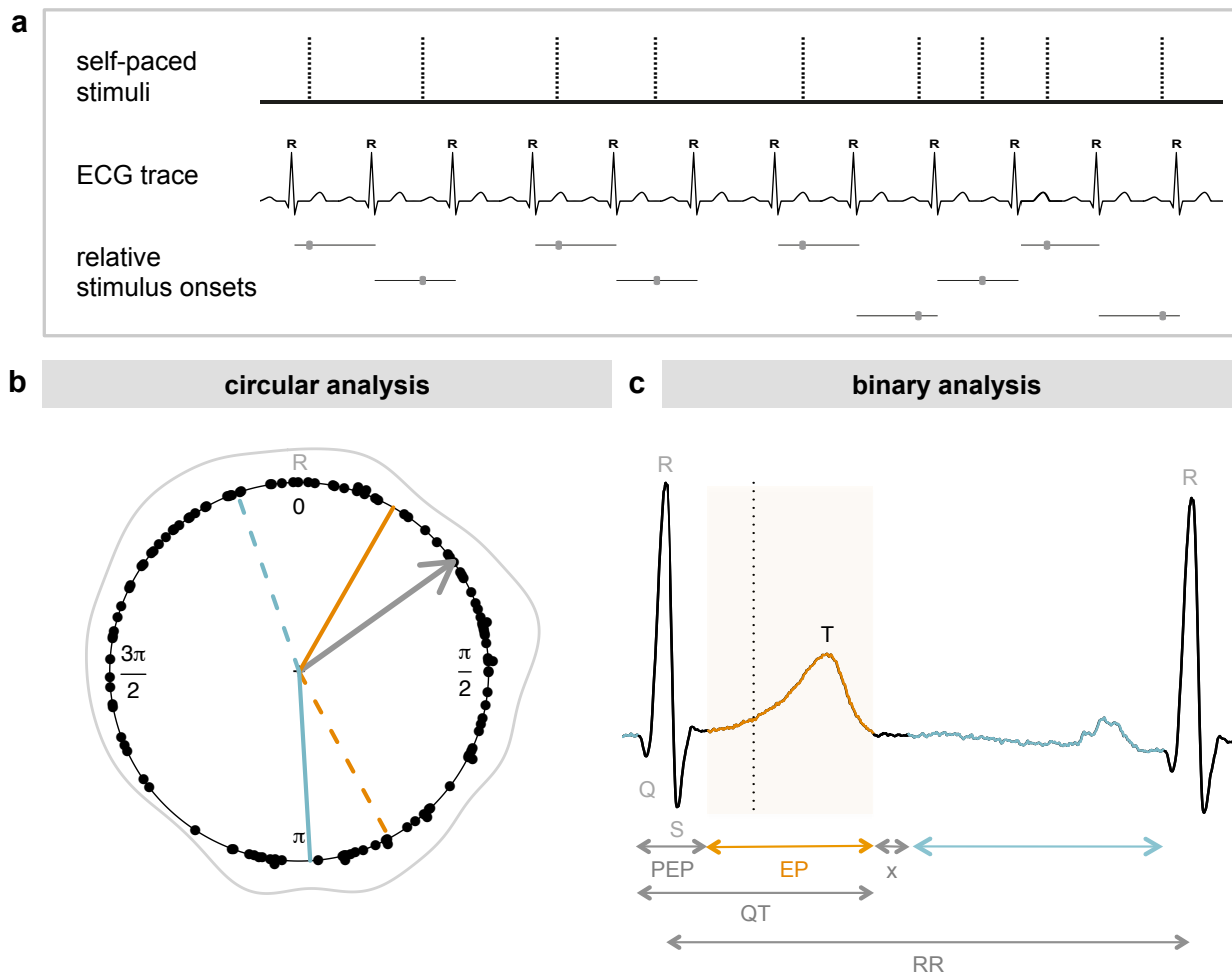 a
self-paced
stimuli
R R R R R R R R R R R R
ECG trace
relative
stimulus onsets
b
circular analysis
R
0
3π
2
π
2
π
c
binary analysis
R
R
T
Q
S
PEP
EP
x
QT
RR